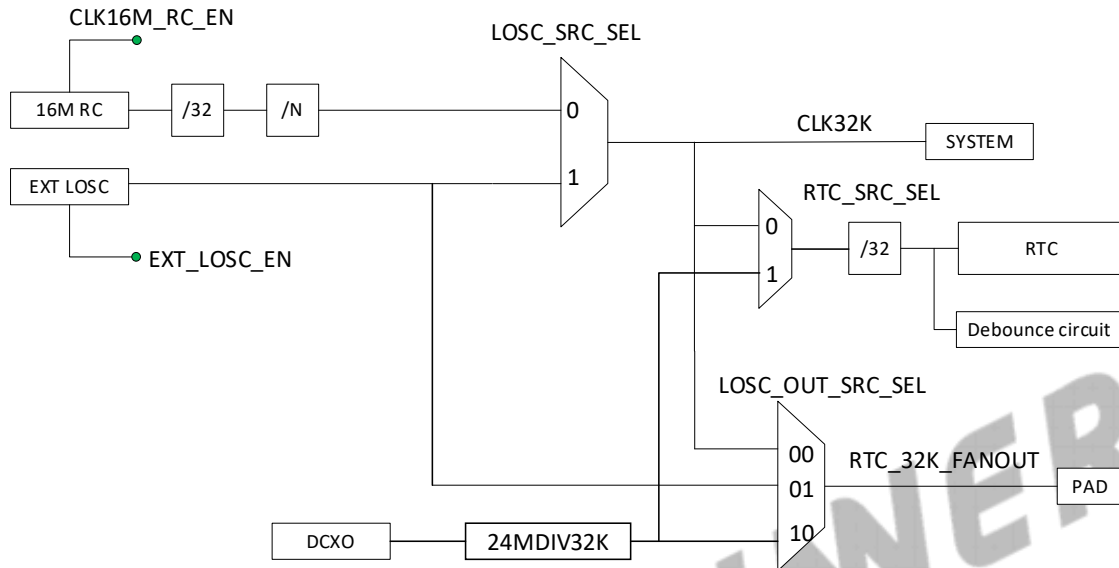 CLK16M_RC_EN
LOSC_SRC_SEL
16M RC
/32
/N
0
CLK32K
SYSTEM
EXT LOSC
1
RTC_SRC_SEL
EXT_LOSC_EN
0
/32
RTC
1
Debounce circuit
LOSC_OUT_SRC_SEL
00
RTC_32K_FANOUT
01
PAD
DCXO
24MDIV32K
10